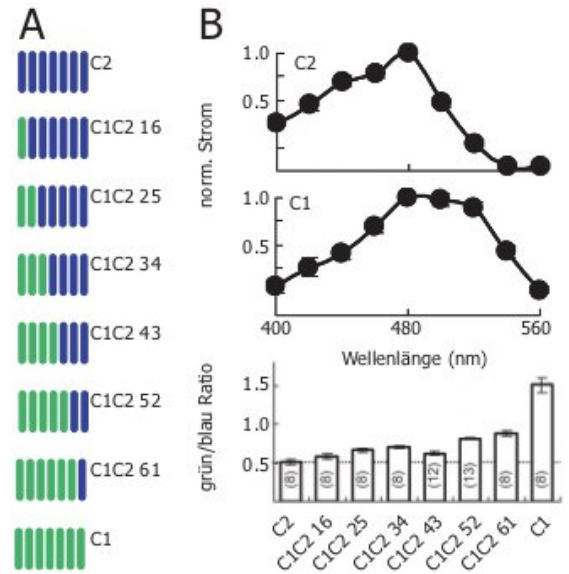 A
C2
C1C2 16
C1C2 25
C1C2 34
C1C2 43
C1C2 52
C1C2 61
C1
B
norm. Strom
1.0
0.5
C2
1.0
0.5
C1
400 480 560
Wellenlänge (nm)
grün/blau Ratio
1.5
1.0
0.5
(8) (8) (8) (8) (12) (13) (8) (8)
C2 C1C2 16 C1C2 25 C1C2 34 C1C2 43 C1C2 52 C1C2 61 C1